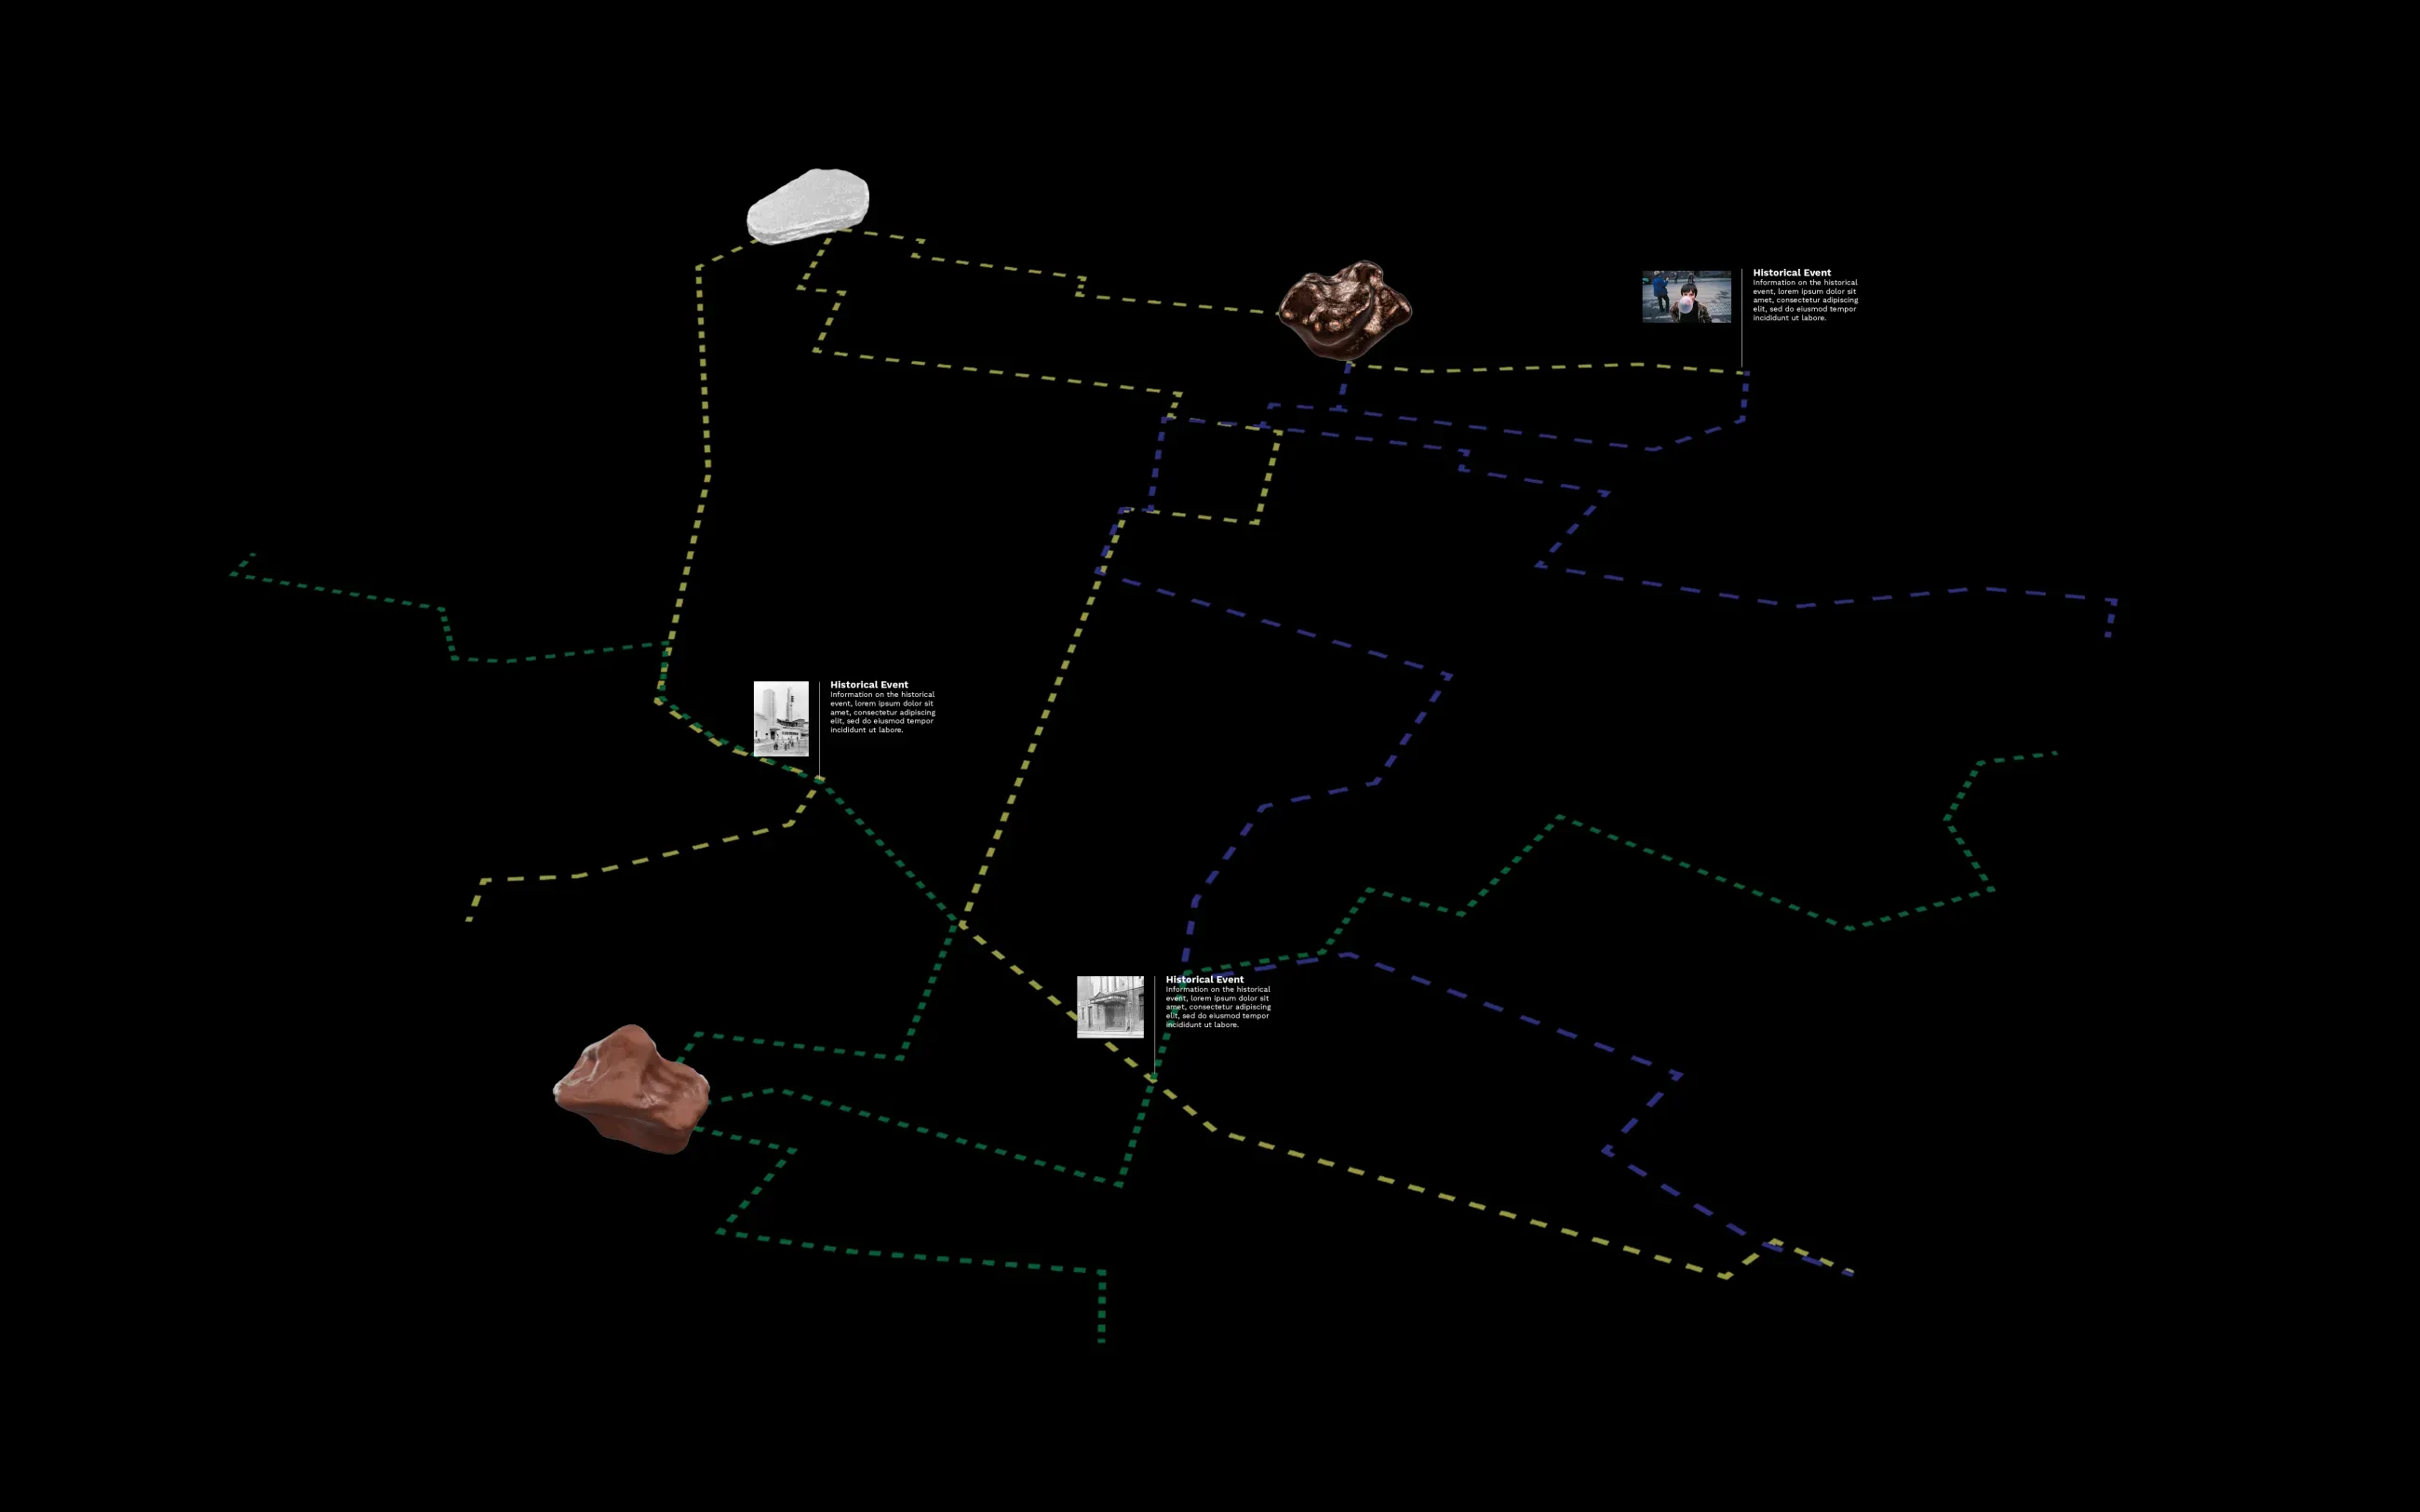 Historical Event
Information on the historical
event, lorem ipsum dolor sit
amet, consectetur adipiscing
elit, sed do eiusmod tempor
incididunt ut labore.
Historical Event
Information on the historical
event, lorem ipsum dolor sit
amet, consectetur adipiscing
elit, sed do eiusmod tempor
incididunt ut labore.
Historical Event
Information on the historical
event, lorem ipsum dolor sit
amet, consectetur adipiscing
elit, sed do eiusmod tempor
incididunt ut labore.